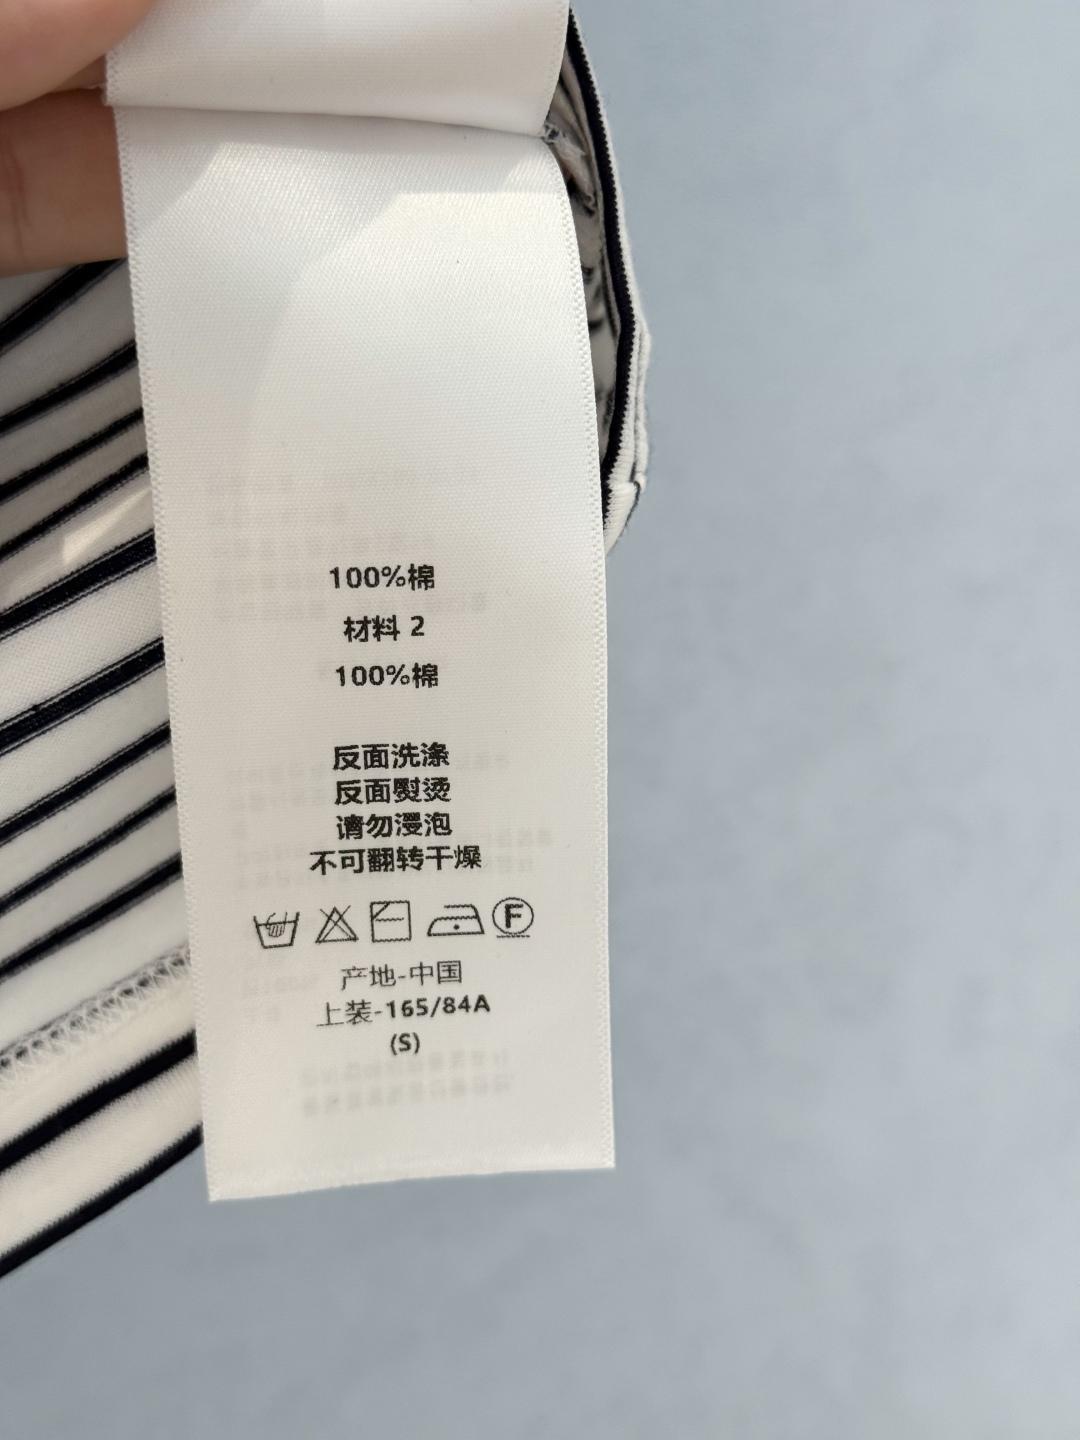 100%棉
材料 2
100%棉
反面洗涤
反面熨烫
请勿浸泡
不可翻转干燥
F
产地-中国
上装-165/84A
(S)